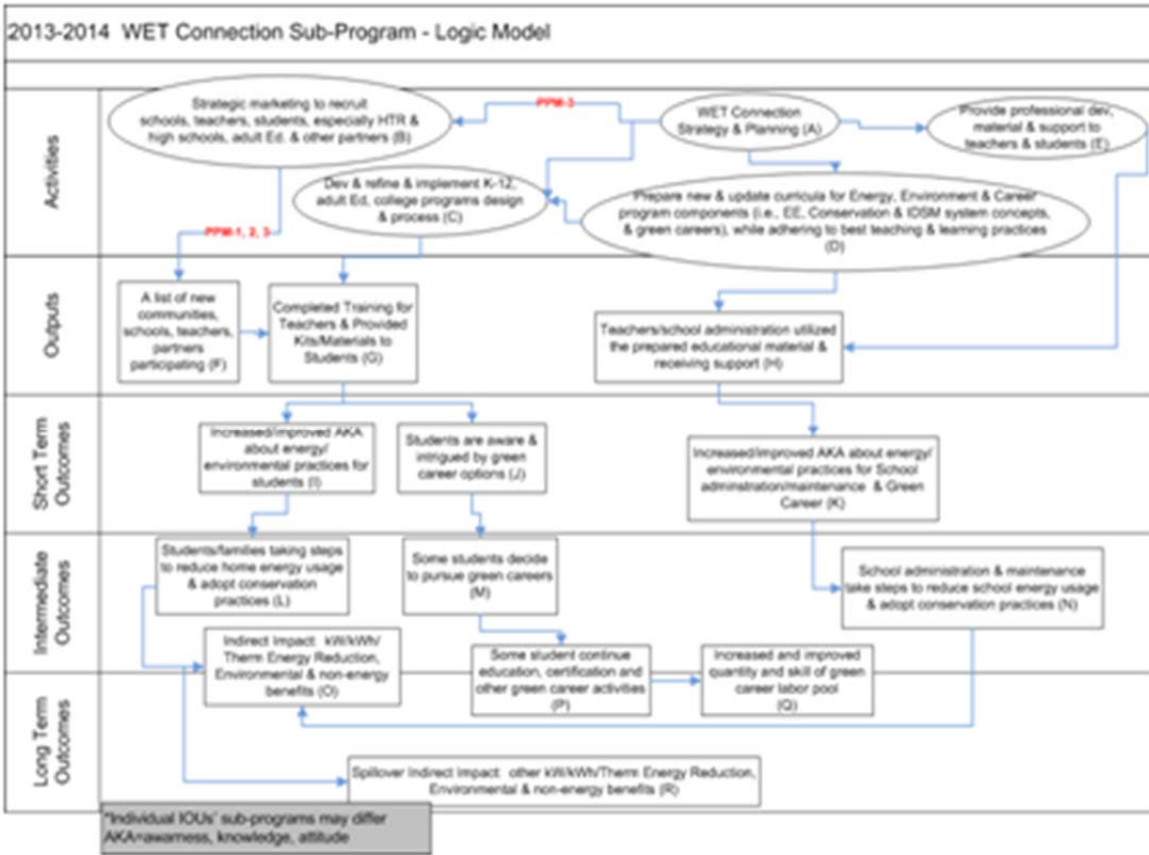 2013-2014 WET Connection Sub-Program - Logic Model
Activities
Strategic marketing to recruit
schools, teachers, students, especially HTR &
high schools, adult Ed. & other partners (B)
PPM-3
WET Connection
Strategy & Planning (A)
Provide professional dev,
material & support to
teachers & students (E)
Dev & refine & implement K-12,
adult Ed, college programs design
& process (C)
Prepare new & update curricula for Energy, Environment & Career
program components (i.e., EE, Conservation & IDSM system concepts,
& green careers), while adhering to best teaching & learning practices
(D)
PPM-1, 2, 3
Outputs
A list of new
communities,
schools, teachers,
partners
participating (F)
Completed Training for
Teachers & Provided
Kits/Materials to
Students (G)
Teachers/school administration utilized
the prepared educational material &
receiving support (H)
Short Term
Outcomes
Increased/improved AKA
about energy/
environmental practices for
students (I)
Students are aware &
intrigued by green
career options (J)
Increased/improved AKA about energy/
environmental practices for School
adminstration/maintenance & Green
Career (K)
Intermediate
Outcomes
Students/families taking steps
to reduce home energy usage
& adopt conservation
practices (L)
Some students decide
to pursue green careers
(M)
School administration & maintenance
take steps to reduce school energy usage
& adopt conservation practices (N)
Indirect Impact: kW/kWh/
Therm Energy Reduction,
Environmental & non-energy
benefits (O)
Some student continue
education, certification and
other green career activities
(P)
Increased and improved
quantity and skill of green
career labor pool
(Q)
Long Term
Outcomes
Spillover Indirect Impact: other kW/kWh/Therm Energy Reduction,
Environmental & non-energy benefits (R)
*Individual IOUs' sub-programs may differ
AKA=awarness, knowledge, attitude